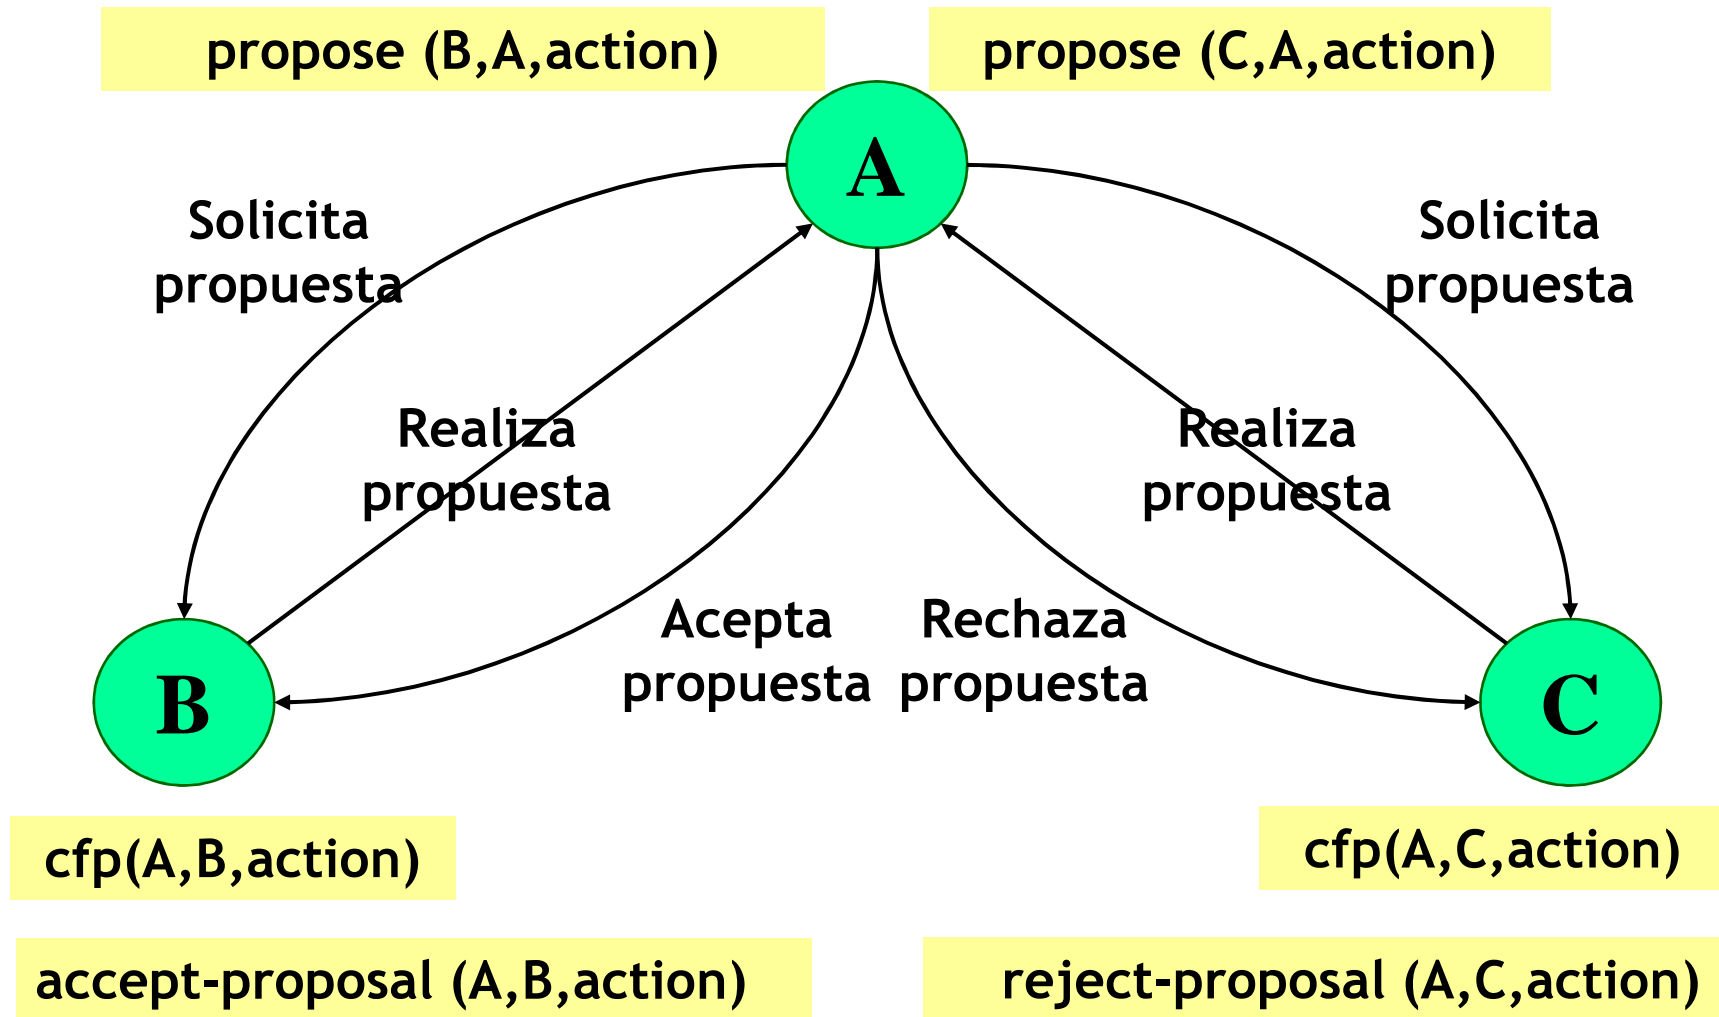 propose (B,A,action)
propose (C,A,action)
A
Solicita
propuesta
Solicita
propuesta
Realiza
propuesta
Realiza
propuesta
Acepta
propuesta
Rechaza
propuesta
B
C
cfp(A,B,action)
cfp(A,C,action)
accept-proposal (A,B,action)
reject-proposal (A,C,action)